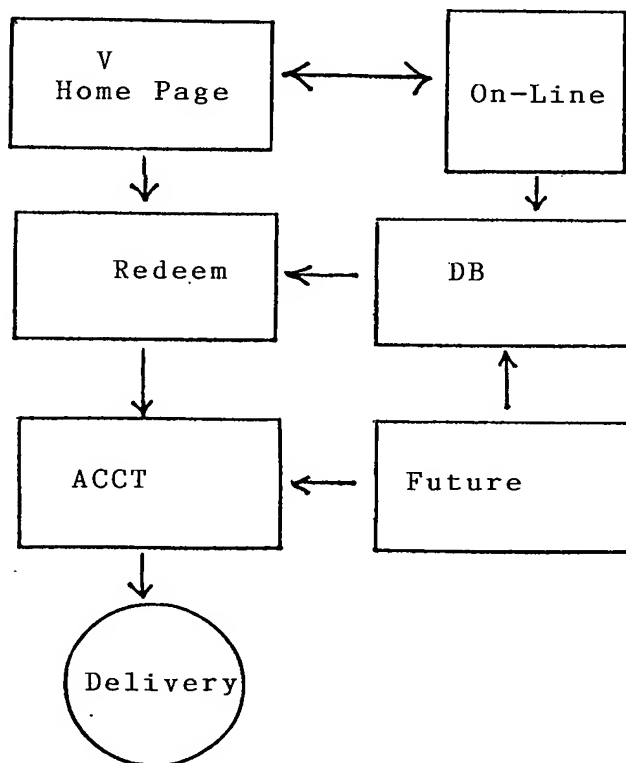 V
Home Page
On-Line
Redeem
DB
ACCT
Future
Delivery